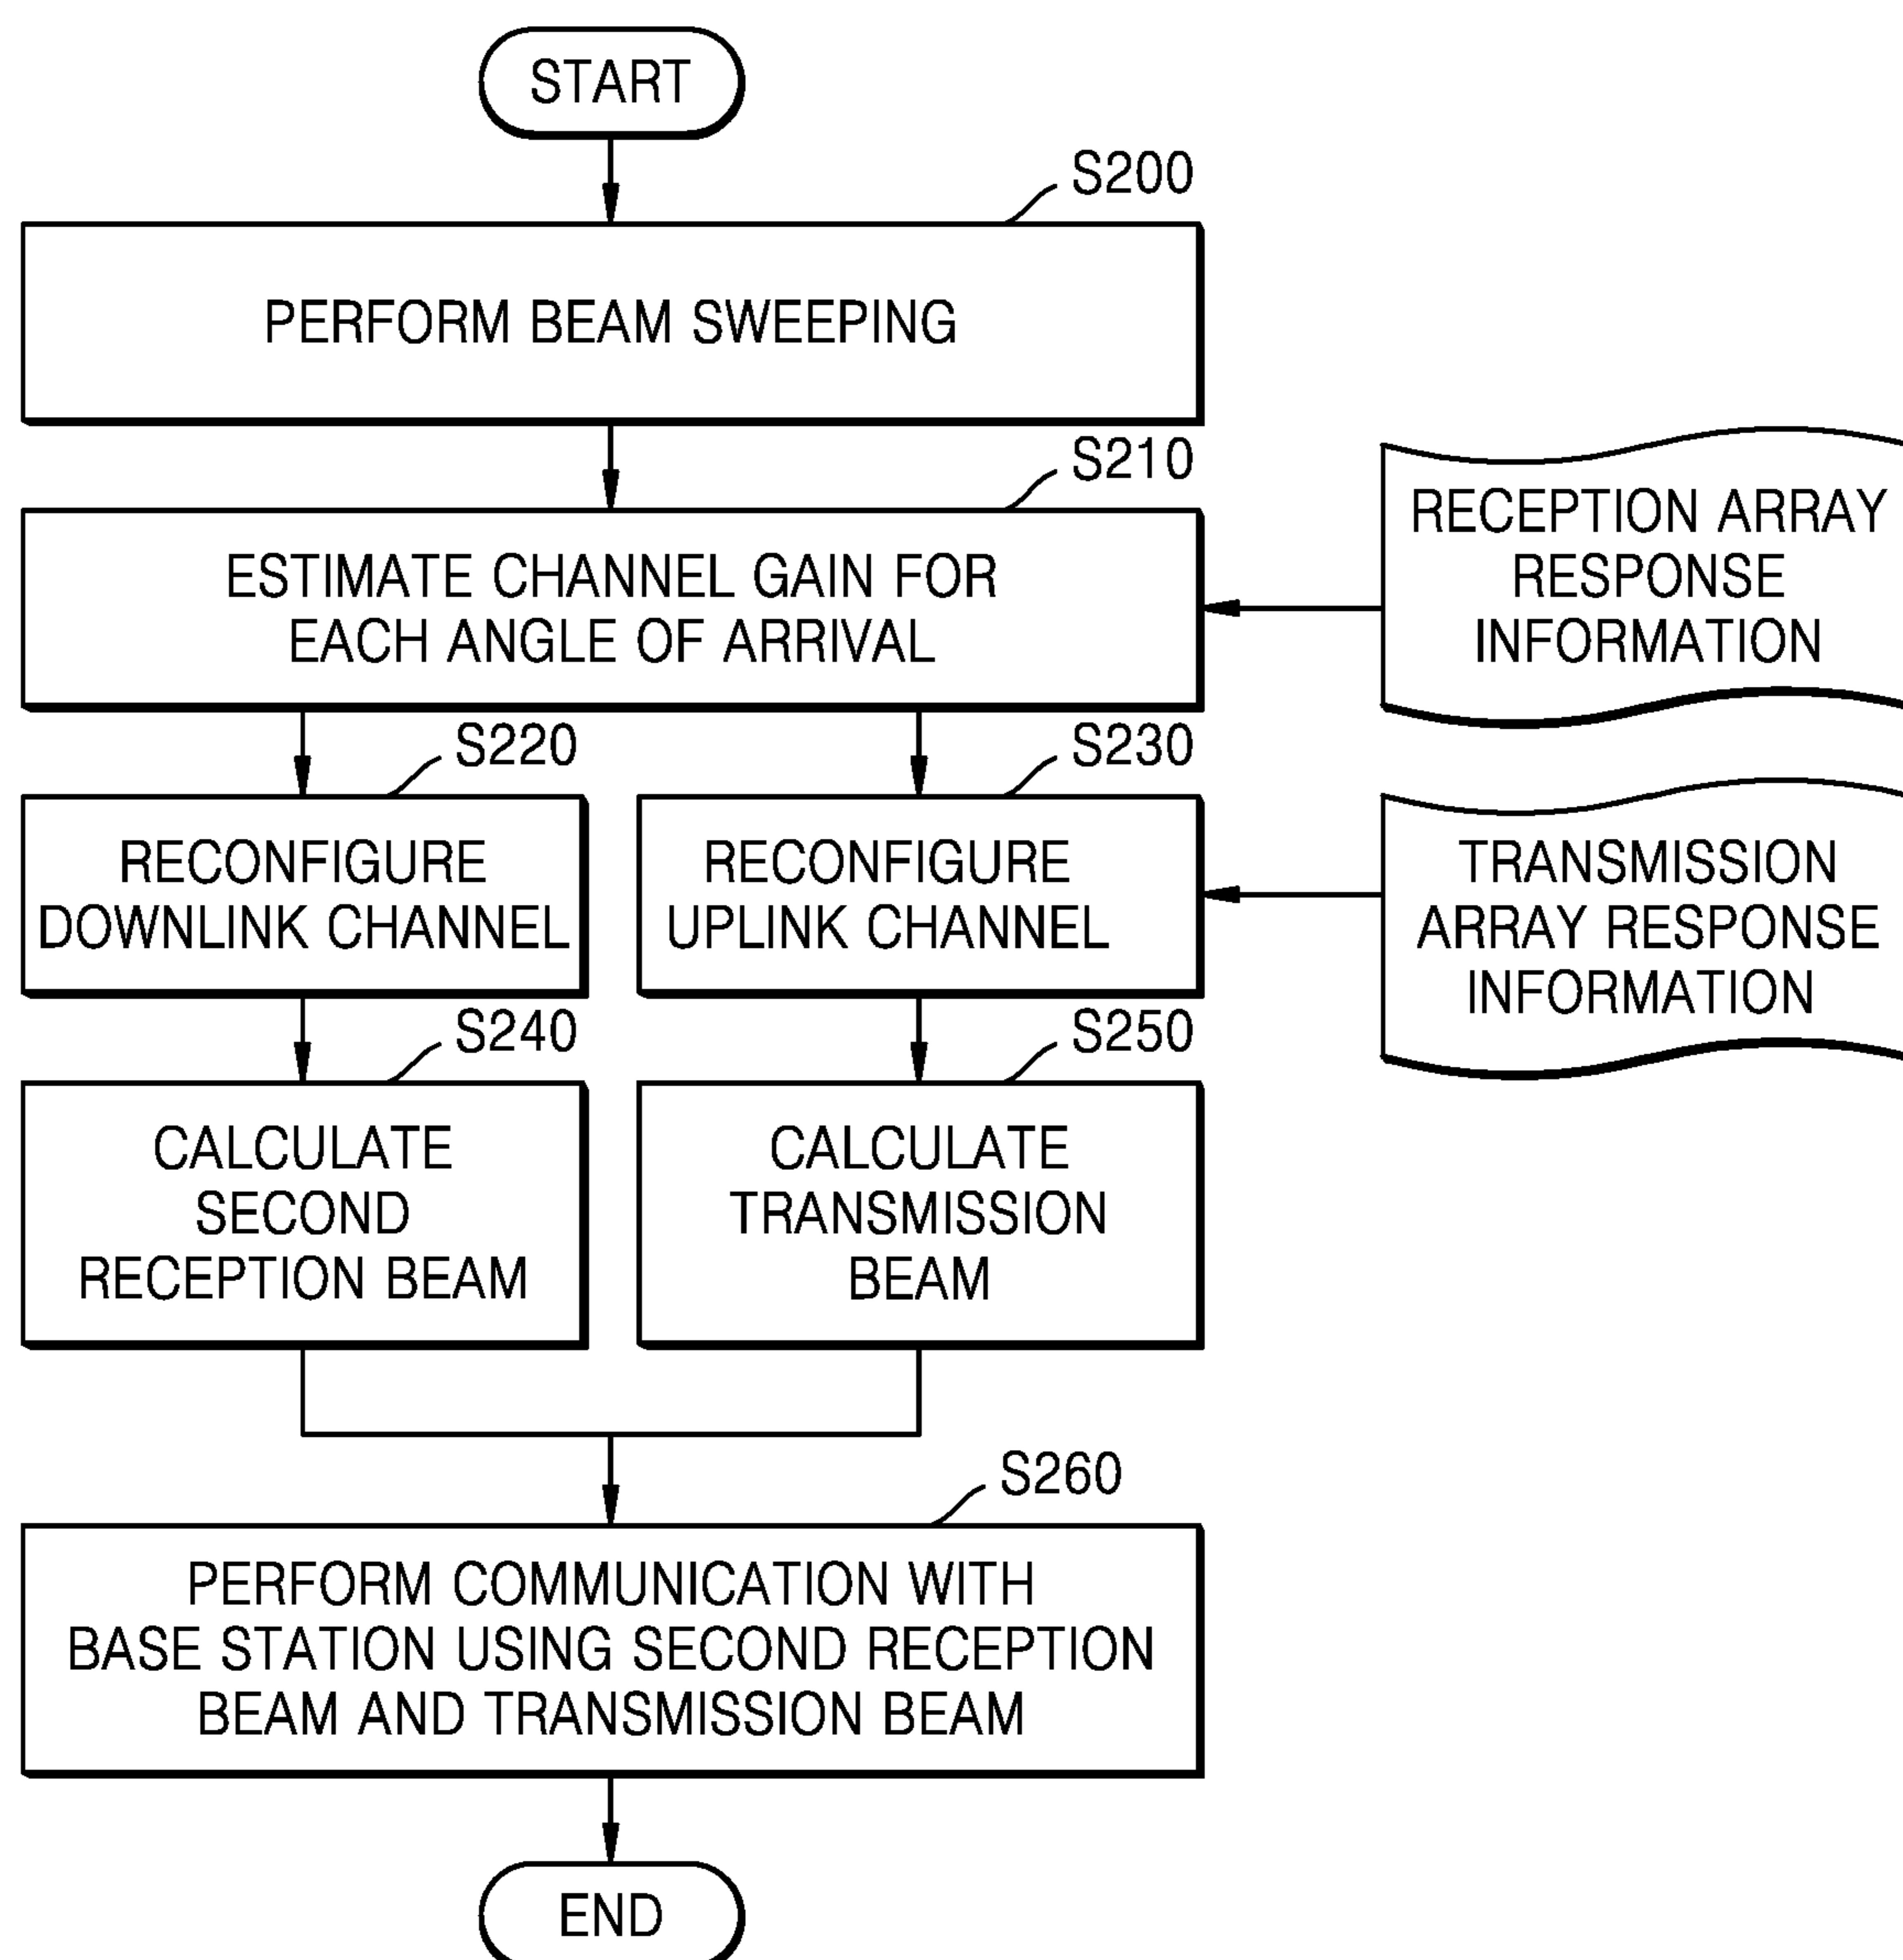 START
S200
PERFORM BEAM SWEEPING
S210
ESTIMATE CHANNEL GAIN FOR
EACH ANGLE OF ARRIVAL
RECEPTION ARRAY
RESPONSE
INFORMATION
S220
S230
RECONFIGURE
DOWNLINK CHANNEL
RECONFIGURE
UPLINK CHANNEL
TRANSMISSION
ARRAY RESPONSE
INFORMATION
S240
S250
CALCULATE
SECOND
RECEPTION BEAM
CALCULATE
TRANSMISSION
BEAM
S260
PERFORM COMMUNICATION WITH
BASE STATION USING SECOND RECEPTION
BEAM AND TRANSMISSION BEAM
END